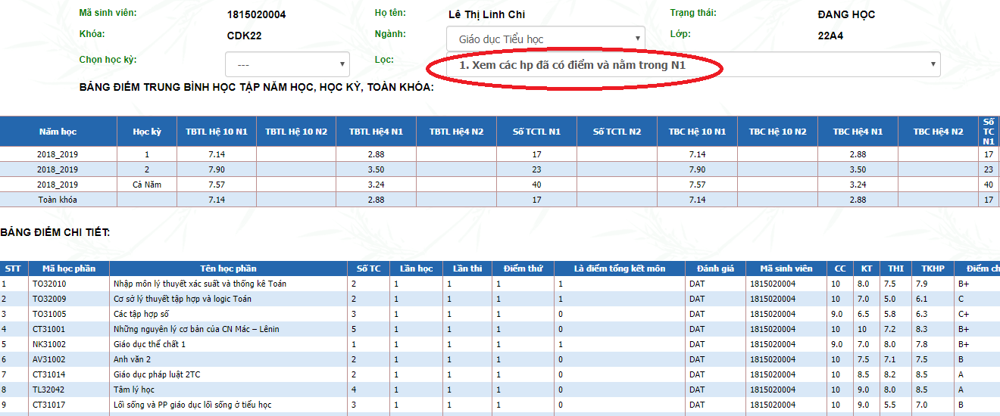 Mã sinh viên: 1815020004 Họ tên: Lê Thị Linh Chi Trạng thái: ĐANG HỌC
Khóa: CDK22 Ngành: Giáo dục Tiểu học Lớp: 22A4
Chọn học kỳ: --- Lọc: 1. Xem các hp đã có điểm và nằm trong N1
BẢNG ĐIỂM TRUNG BÌNH HỌC TẬP NĂM HỌC, HỌC KỲ, TOÀN KHÓA:
Năm học Học kỳ TBTL Hệ 10 N1 TBTL Hệ 10 N2 TBTL Hệ4 N1 TBTL Hệ4 N2 Số TCTL N1 Số TCTL N2 TBC Hệ 10 N1 TBC Hệ 10 N2 TBC Hệ4 N1 TBC Hệ4 N2 Số TC N1
2018_2019 1 7.14 2.88 17 7.14 2.88 17
2018_2019 2 7.90 3.50 23 7.90 3.50 23
2018_2019 Cả Năm 7.57 3.24 40 7.57 3.24 40
Toàn khóa 7.14 2.88 17 7.14 2.88 17
BẢNG ĐIỂM CHI TIẾT:
STT Mã học phần Tên học phần Số TC Lần học Lần thi Điểm thứ Là điểm tổng kết môn Đánh giá Mã sinh viên CC KT THI TKHP Điểm ch
1 TO32010 Nhập môn lý thuyết xác suất và thống kê Toán 2 1 1 1 1 DAT 1815020004 10 8.0 7.5 7.9 B+
2 TO32009 Cơ sở lý thuyết tập hợp và logic Toán 2 1 1 1 1 DAT 1815020004 10 7.0 5.0 6.1 C
3 TO31005 Các tập hợp số 3 1 1 1 0 DAT 1815020004 9.0 6.5 5.8 6.3 C+
4 CT31001 Những nguyên lý cơ bản của CN Mác – Lênin 5 1 1 1 0 DAT 1815020004 10 10 7.2 8.3 B+
5 NK31002 Giáo dục thể chất 1 1 1 1 1 1 DAT 1815020004 9.0 7.0 8.0 7.8 B+
6 AV31002 Anh văn 2 2 1 1 1 0 DAT 1815020004 10 7.5 7.1 7.5 B
7 CT31014 Giáo dục pháp luật 2TC 2 1 1 1 0 DAT 1815020004 10 8.5 8.2 8.5 A
8 TL32042 Tâm lý học 4 1 1 1 0 DAT 1815020004 10 9.0 8.0 8.5 A
9 CT31017 Lối sống và PP giáo dục lối sống ở tiểu học 3 1 1 1 0 DAT 1815020004 10 9.0 5.5 7.0 B